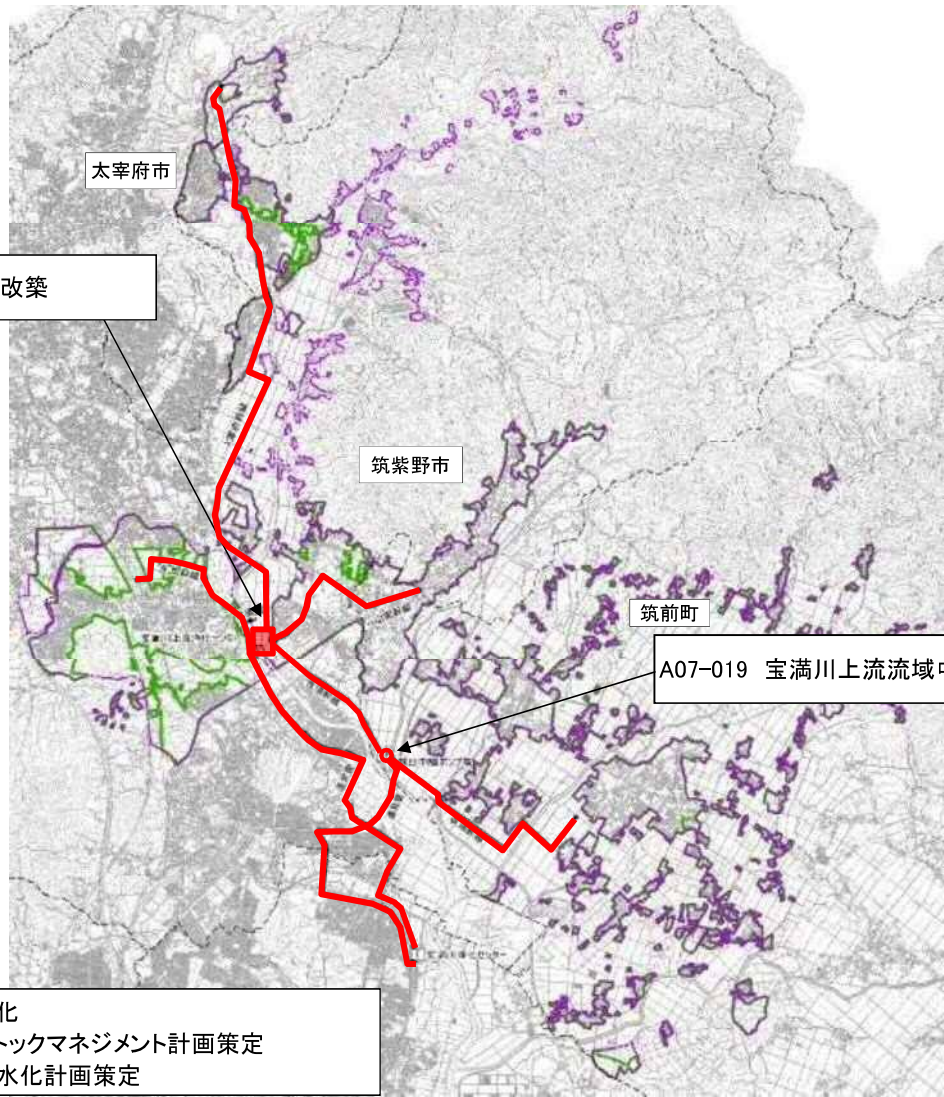 太宰府市
改築
筑紫野市
筑前町
A07-019 宝満川上流流域
化
トックマネジメント計画策定
水化計画策定